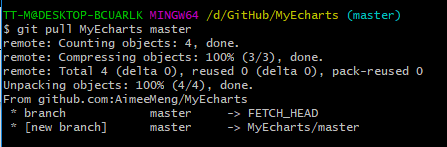 TT-M@DESKTOP-BCUARLK MINGW64 /d/GitHub/MyEcharts (master)
$ git pull MyEcharts master
remote: Counting objects: 4, done.
remote: Compressing objects: 100% (3/3), done.
remote: Total 4 (delta 0), reused 0 (delta 0), pack-reused 0
Unpacking objects: 100% (4/4), done.
From github.com:AimeeMeng/MyEcharts
 * branch            master     -> FETCH_HEAD
 * [new branch]      master     -> MyEcharts/master